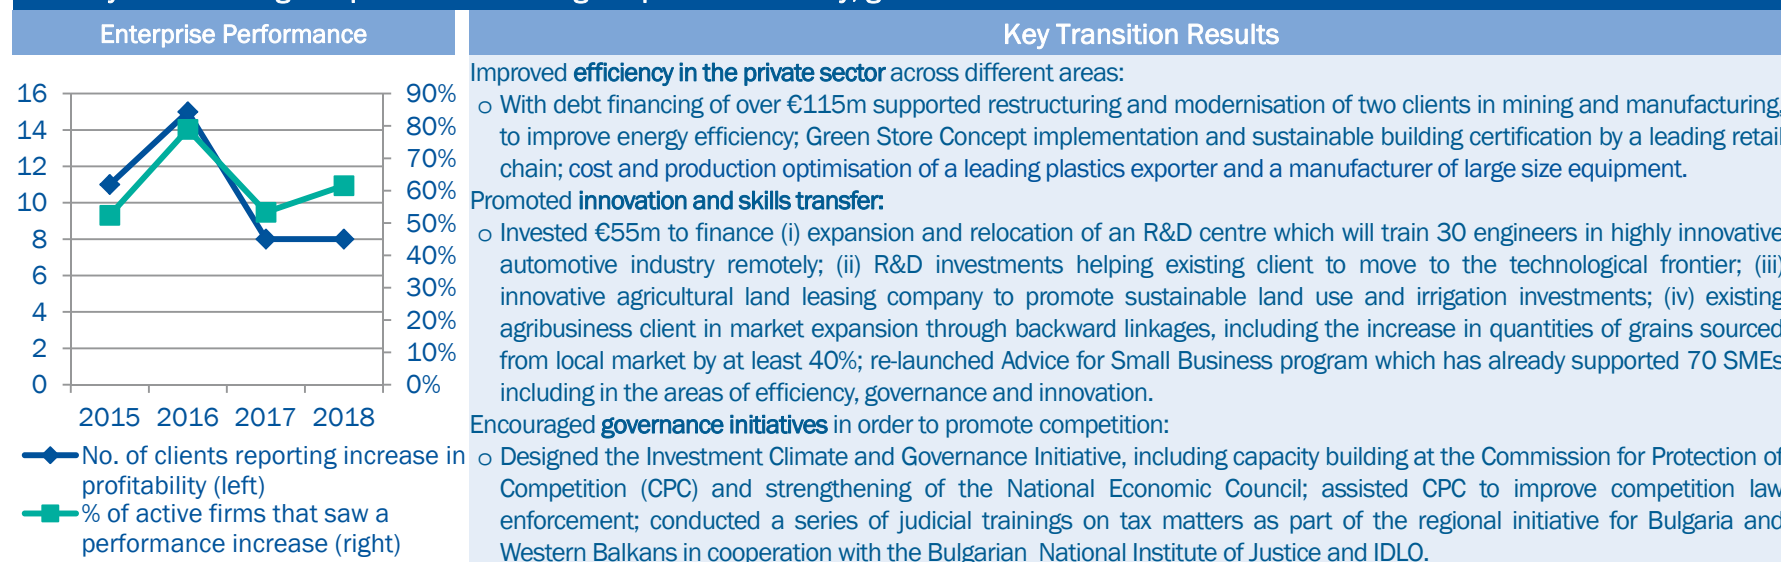 Enterprise Performance
16
14
12
10
8
6
4
2
0
90%
80%
70%
60%
50%
40%
30%
20%
10%
0%
2015 2016 2017 2018
No. of clients reporting increase in
profitability (left)
% of active firms that saw a
performance increase (right)
Key Transition Results
Improved efficiency in the private sector across different areas:
o With debt financing of over €115m supported restructuring and modernisation of two clients in mining and manufacturing,
to improve energy efficiency; Green Store Concept implementation and sustainable building certification by a leading retail
chain; cost and production optimisation of a leading plastics exporter and a manufacturer of large size equipment.
Promoted innovation and skills transfer:
o Invested €55m to finance (i) expansion and relocation of an R&D centre which will train 30 engineers in highly innovative
automotive industry remotely; (ii) R&D investments helping existing client to move to the technological frontier; (iii)
innovative agricultural land leasing company to promote sustainable land use and irrigation investments; (iv) existing
agribusiness client in market expansion through backward linkages, including the increase in quantities of grains sourced
from local market by at least 40%; re-launched Advice for Small Business program which has already supported 70 SMEs
including in the areas of efficiency, governance and innovation.
Encouraged governance initiatives in order to promote competition:
o Designed the Investment Climate and Governance Initiative, including capacity building at the Commission for Protection of
Competition (CPC) and strengthening of the National Economic Council; assisted CPC to improve competition law
enforcement; conducted a series of judicial trainings on tax matters as part of the regional initiative for Bulgaria and
Western Balkans in cooperation with the Bulgarian National Institute of Justice and IDLO.